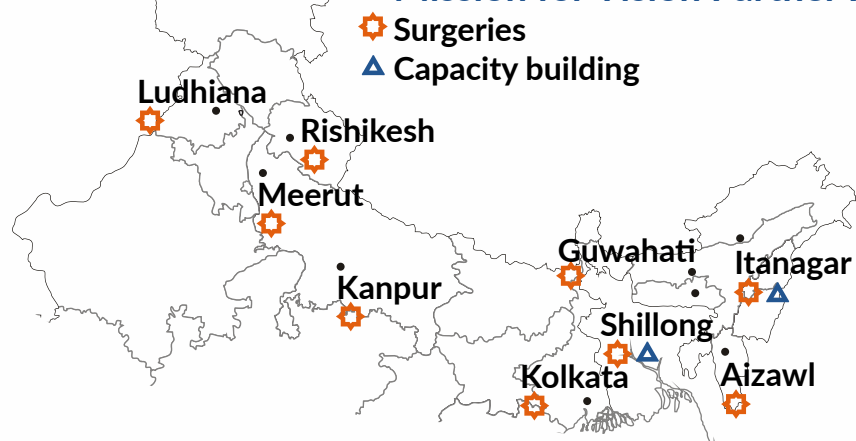 Surgeries
Capacity building
Ludhiana
Rishikesh
Meerut
Guwahati
Itanagar
Kanpur
Shillong
Kolkata
Aizawl